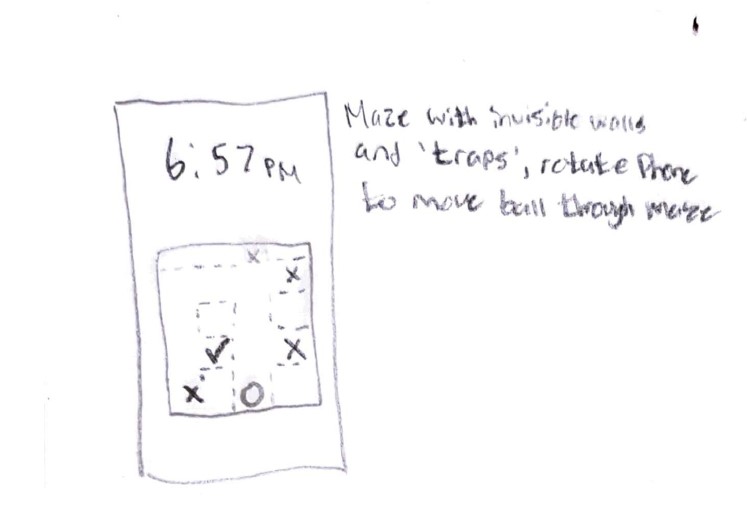 6:57 PM
Maze with invisible walls
and 'traps', rotate Phone
to move ball through maze
x
x
✓
X
x
O